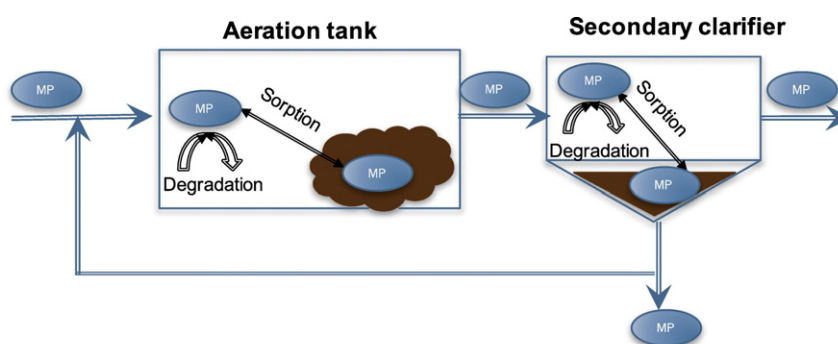 Aeration tank
Secondary clarifier
MP
MP
Sorption
Degradation
MP
MP
MP
Sorption
Degradation
MP
MP
MP